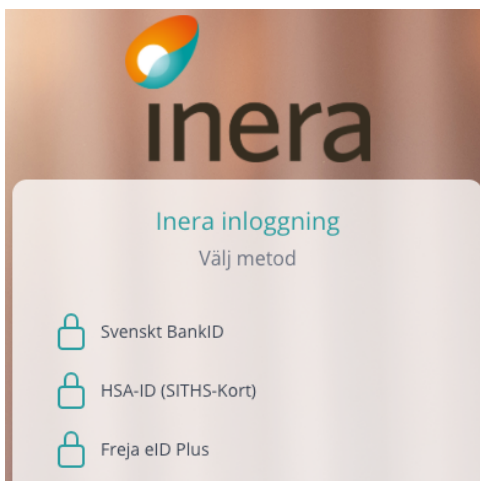 inera
Inera inloggning
Välj metod
Svenskt BankID
HSA-ID (SITHS-Kort)
Freja eID Plus